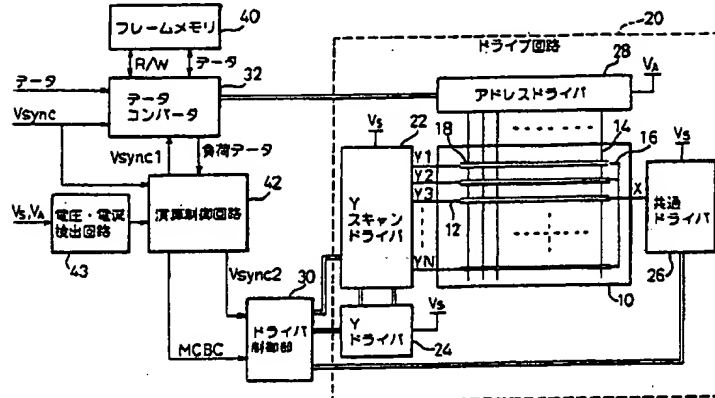 フレームメモリ
40
20
ドライブ回路
R/W
データ
32
28
データ
データ
コンバータ
アドレスドライバ
VA
Vsync
VS
22
18
14
16
VS
Vsync1
負荷データ
42
Y1
Y2
Y3
YN
Y
スキャン
ドライバ
12
X
共通
ドライバ
VS,VA
電圧・電流
検出回路
演算制御回路
43
Vsync2
30
26
10
VS
MCBC
ドライバ
制御部
Y
ドライバ
24